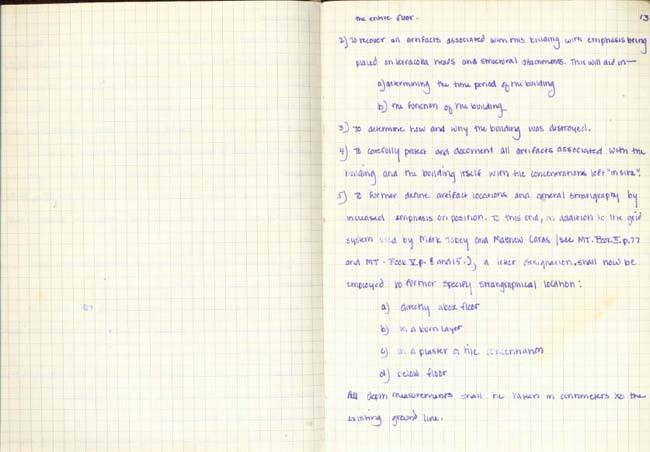 13
the entire floor.
2) To recover all artifacts associated with this building with emphasis being
placed on terracotta heads and structural attachments. This will aid in—
a) determining the time period of the building
b) the function of the building
3) To determine how and why the building was destroyed.
4) To carefully protect and document all artifacts associated with the
building and the building itself with tile concentrations left "in situ".
5) To further define artifact locations and general stratigraphy by
increased emphasis on position. To this end, in addition to the grid
system used by Mark Tobey and Mathew (see MT. Book II p. 77
and MT. Book V p. 8 and 15.), a letter designation shall now be
employed to further specify stratigraphical location:
a) directly above floor
b) in a burn layer
c) in a plaster or tile concentration
d) below floor
All depth measurements shall be taken in centimeters to the
existing ground line.